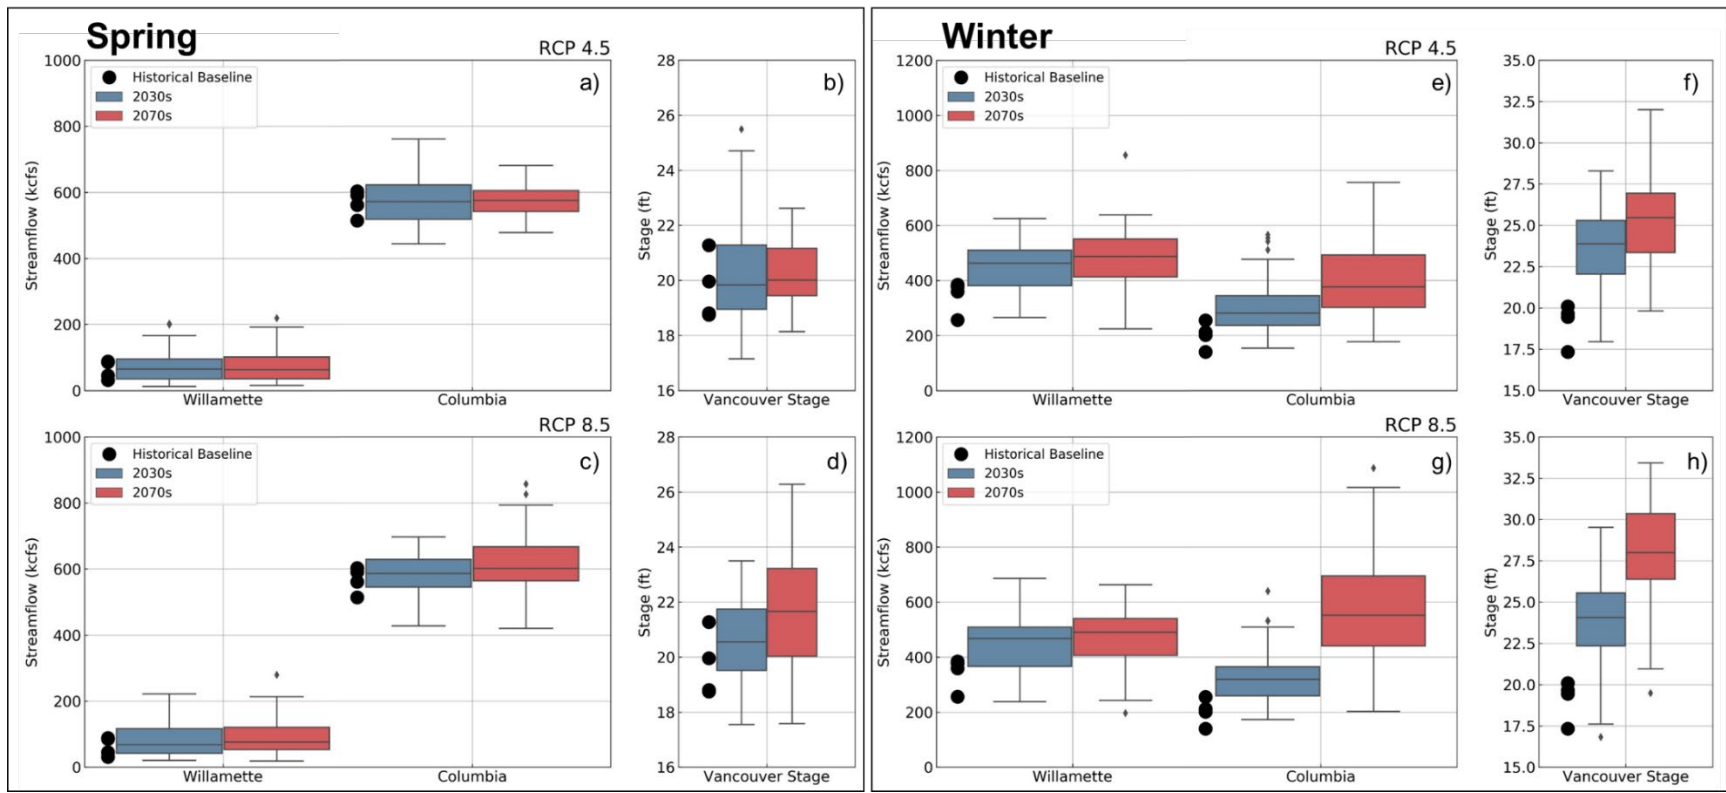 Spring
RCP 4.5
a)
Historical Baseline
2030s
2070s
Streamflow (kcfs)
1000
800
600
400
200
0
Willamette
Columbia
b)
Stage (ft)
28
26
24
22
20
18
16
Vancouver Stage
RCP 8.5
c)
Historical Baseline
2030s
2070s
Streamflow (kcfs)
1000
800
600
400
200
0
Willamette
Columbia
d)
Stage (ft)
28
26
24
22
20
18
16
Vancouver Stage
Winter
RCP 4.5
e)
Historical Baseline
2030s
2070s
Streamflow (kcfs)
1200
1000
800
600
400
200
0
Willamette
Columbia
f)
Stage (ft)
35.0
32.5
30.0
27.5
25.0
22.5
20.0
17.5
15.0
Vancouver Stage
RCP 8.5
g)
Historical Baseline
2030s
2070s
Streamflow (kcfs)
1200
1000
800
600
400
200
0
Willamette
Columbia
h)
Stage (ft)
35.0
32.5
30.0
27.5
25.0
22.5
20.0
17.5
15.0
Vancouver Stage